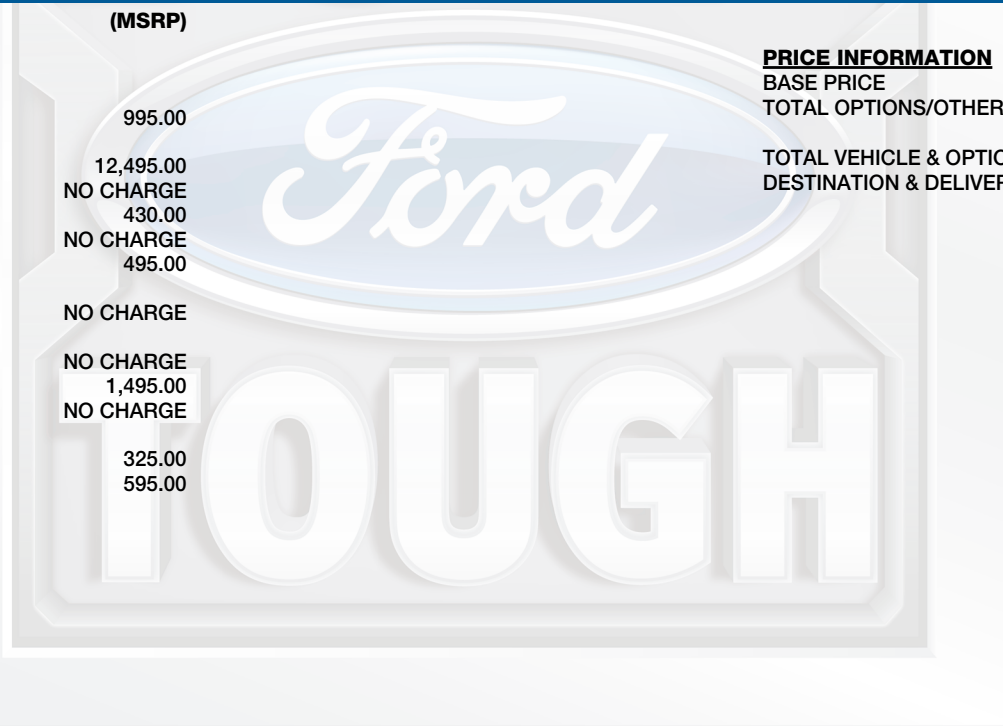 (MSRP)
995.00
12,495.00
NO CHARGE
430.00
NO CHARGE
495.00
NO CHARGE
NO CHARGE
1,495.00
NO CHARGE
325.00
595.00
PRICE INFORMATION
BASE PRICE
TOTAL OPTIONS/OTHER
TOTAL VEHICLE & OPTIO
DESTINATION & DELIVER
Ford
TOUGH